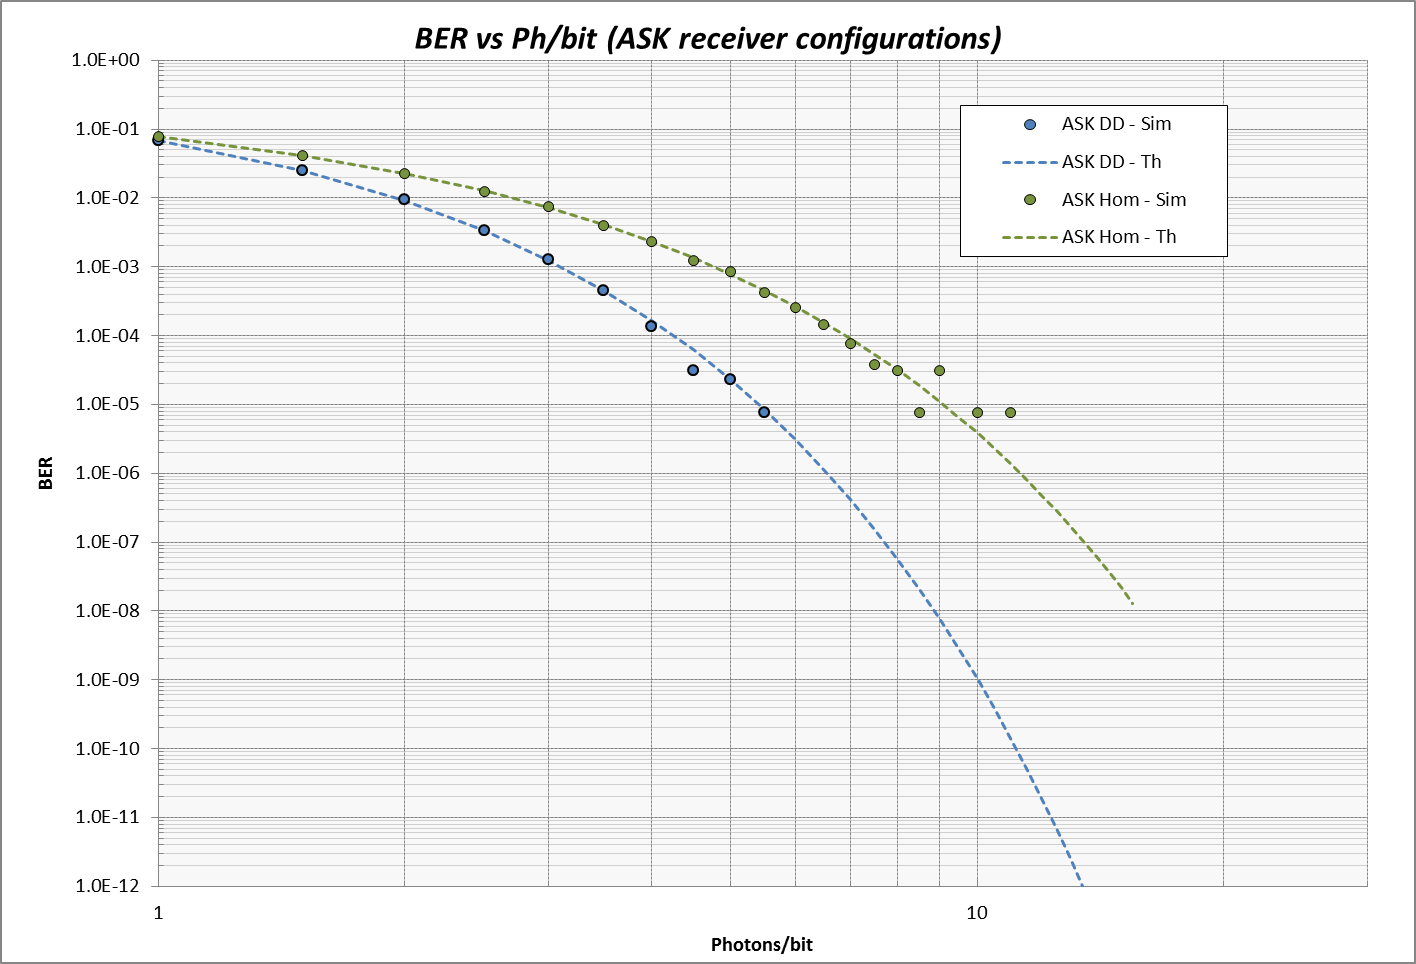 BER vs Ph/bit (ASK receiver configurations)
1.0E+00
1.0E-01
1.0E-02
1.0E-03
1.0E-04
1.0E-05
1.0E-06
1.0E-07
1.0E-08
1.0E-09
1.0E-10
1.0E-11
1.0E-12
BER
ASK DD - Sim
ASK DD - Th
ASK Hom - Sim
ASK Hom - Th
1
10
Photons/bit